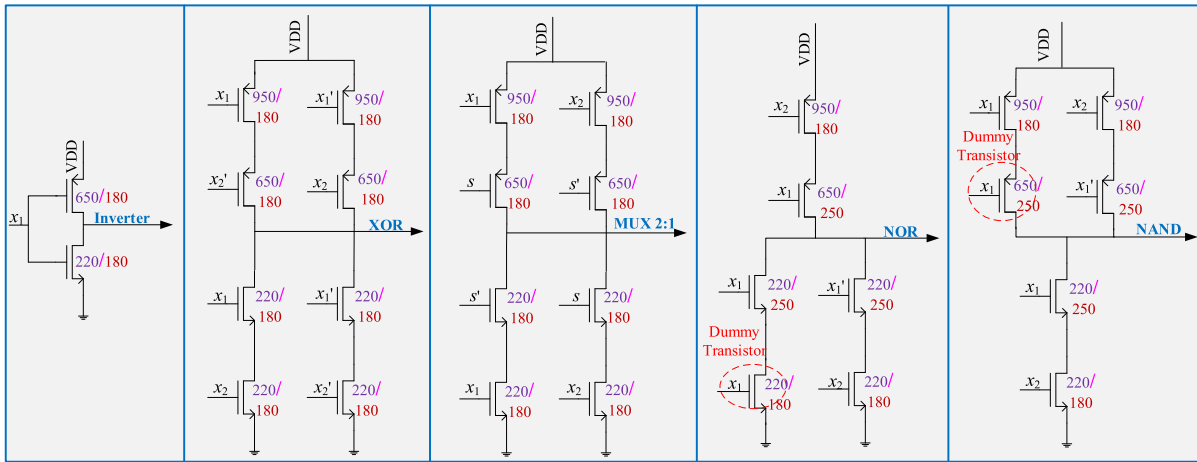 VDD
650/180
x1
Inverter
220/180
VDD
x1
950/
180
x1'
950/
180
x2'
650/
180
x2
650/
180
XOR
x1
220/
180
x1'
220/
180
x2
220/
180
x2'
220/
180
VDD
x1
950/
180
x2
950/
180
s
650/
180
s'
650/
180
MUX 2:1
s'
220/
180
s
220/
180
x1
220/
180
x2
220/
180
VDD
x2
950/
180
x1
650/
250
NOR
x1
220/
250
x1'
220/
250
Dummy
Transistor
x1
220/
180
x2
220/
180
VDD
x1
950/
180
x2
950/
180
Dummy
Transistor
x1
650/
250
x1'
650/
250
NAND
x1
220/
250
x2
220/
180